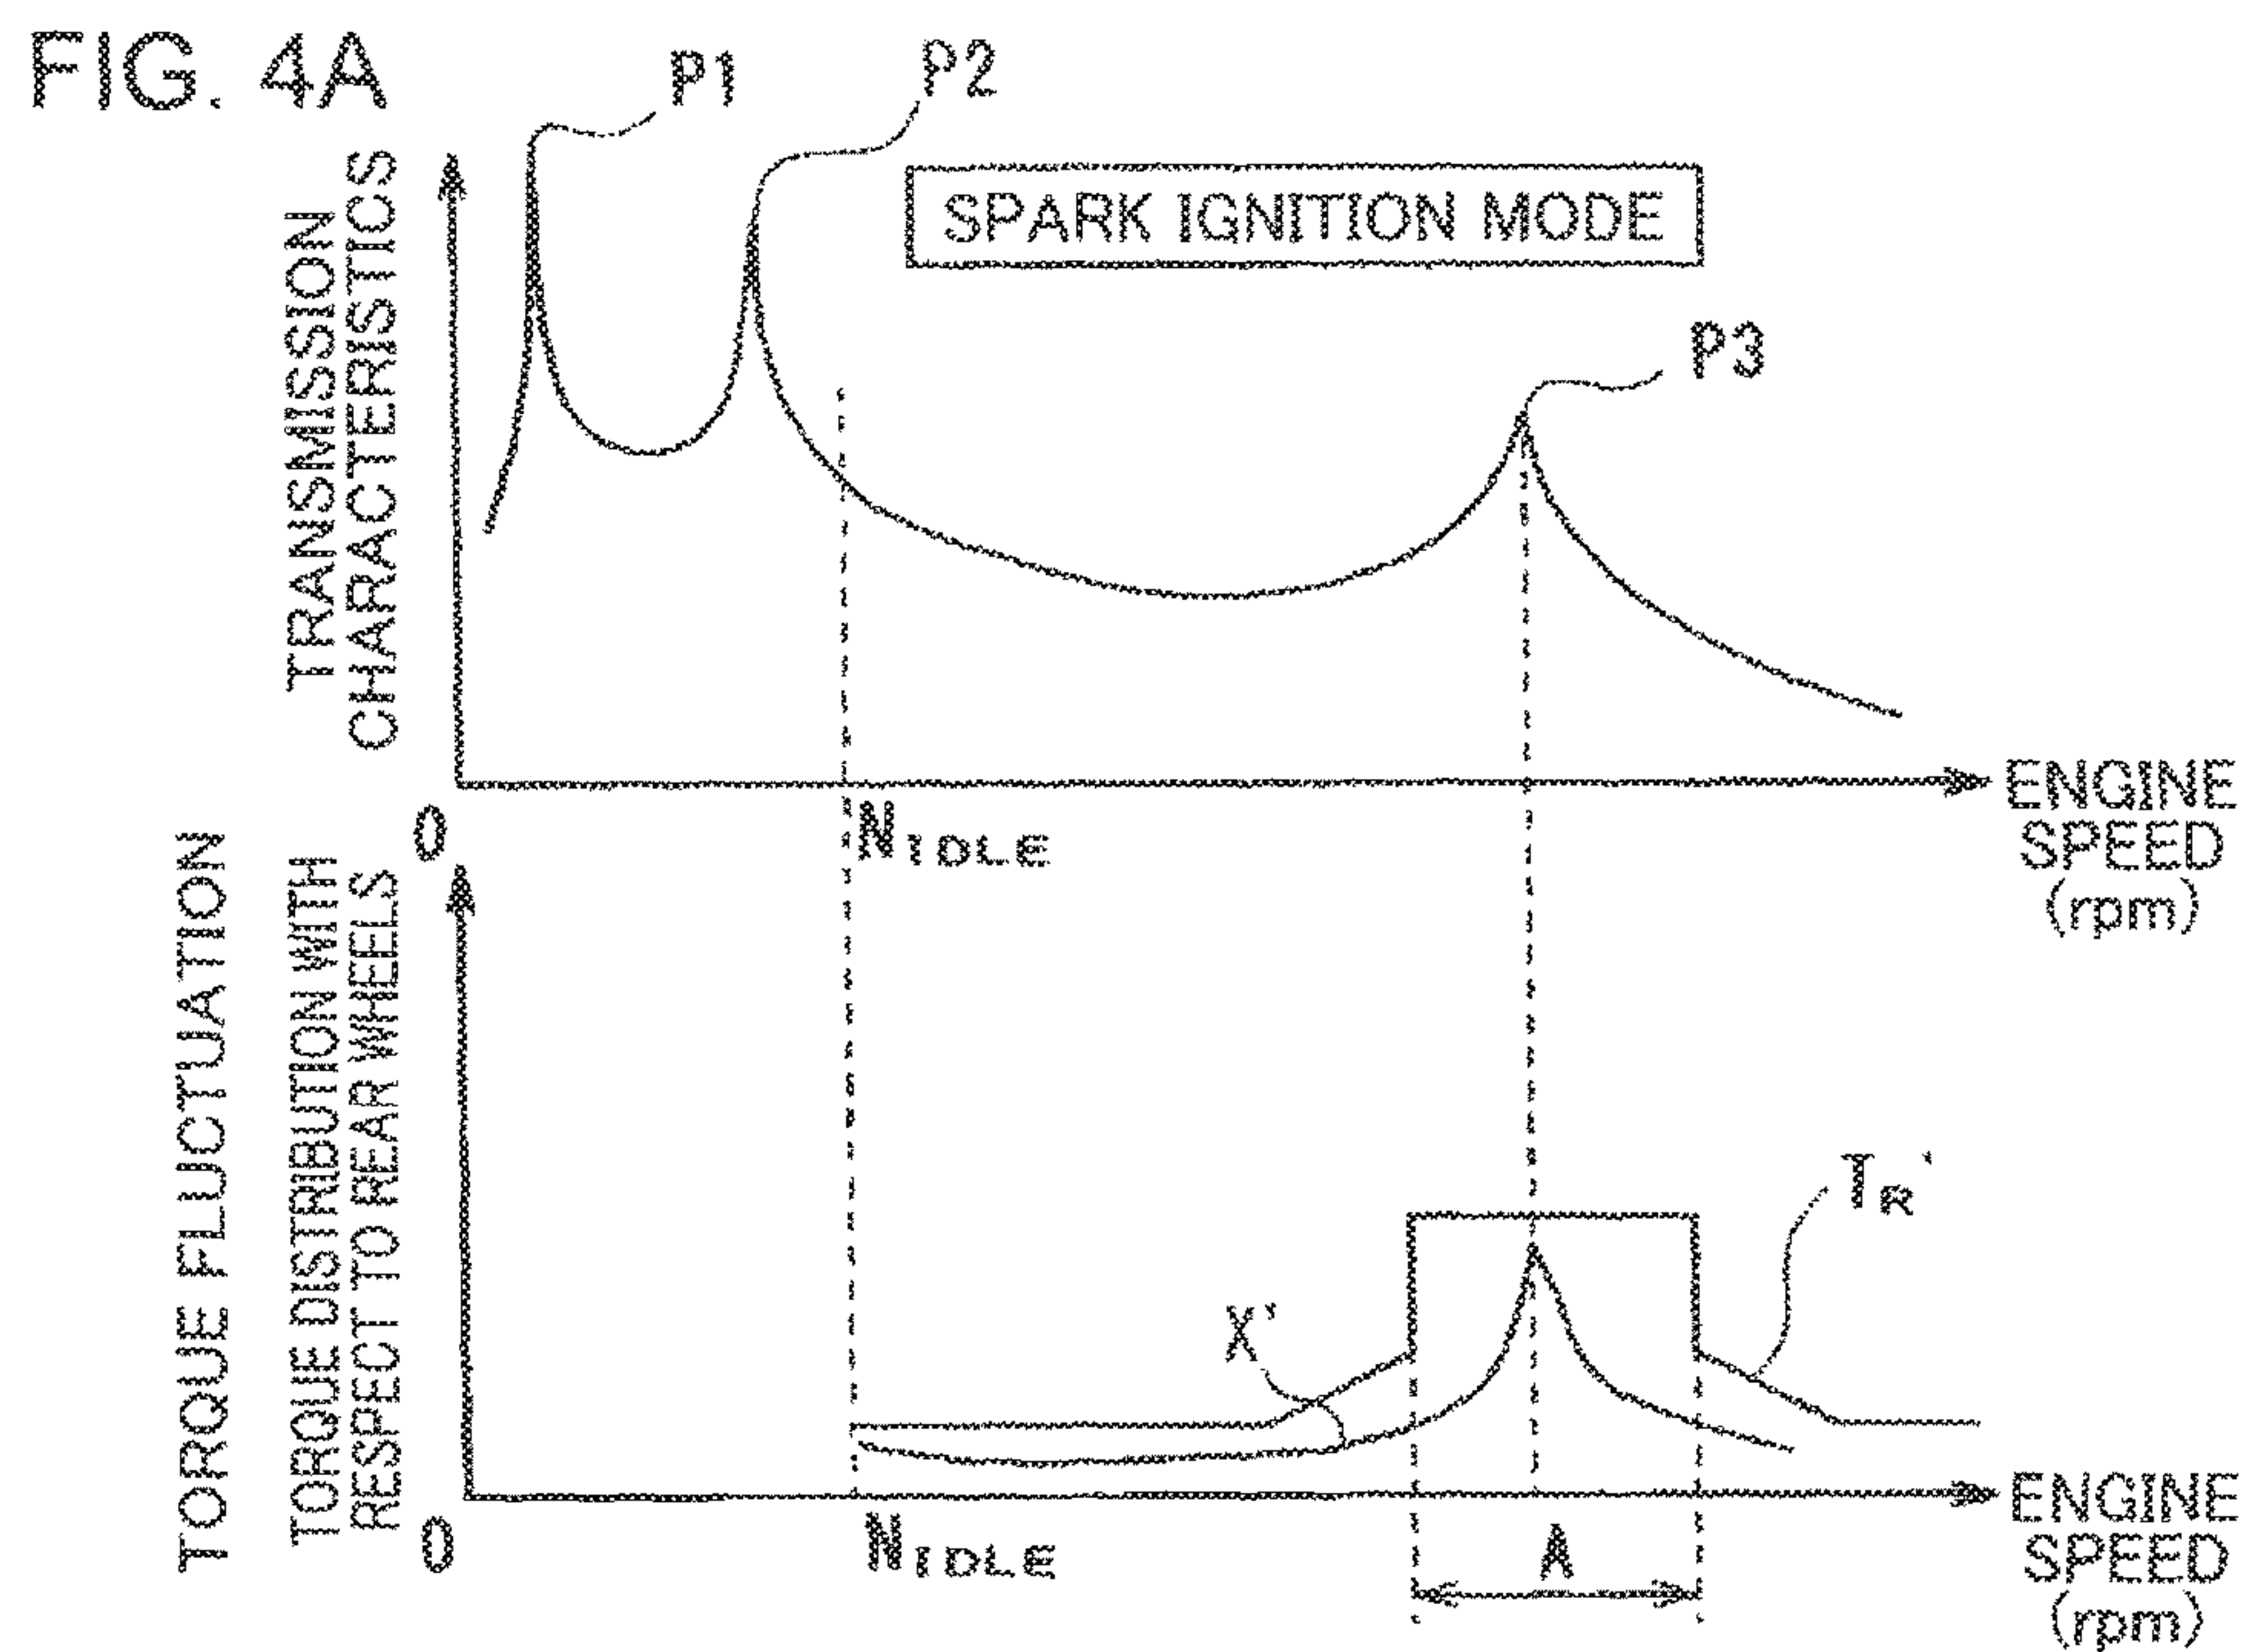 FIG. 4A
P1
P2
SPARK IGNITION MODE
P3
TRANSMISSION
CHARACTERISTICS
0
NIDLE
ENGINE
SPEED
(rpm)
TORQUE FLUCTUATION
TORQUE DISTRIBUTION WITH
RESPECT TO REAR WHEELS
TR'
X'
0
NIDLE
A
ENGINE
SPEED
(rpm)